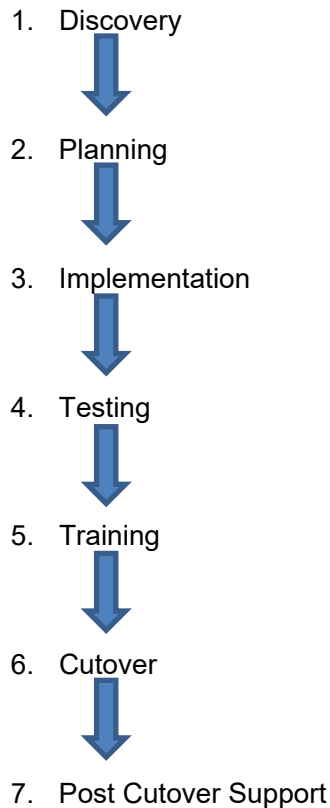 1. Discovery
2. Planning
3. Implementation
4. Testing
5. Training
6. Cutover
7. Post Cutover Support